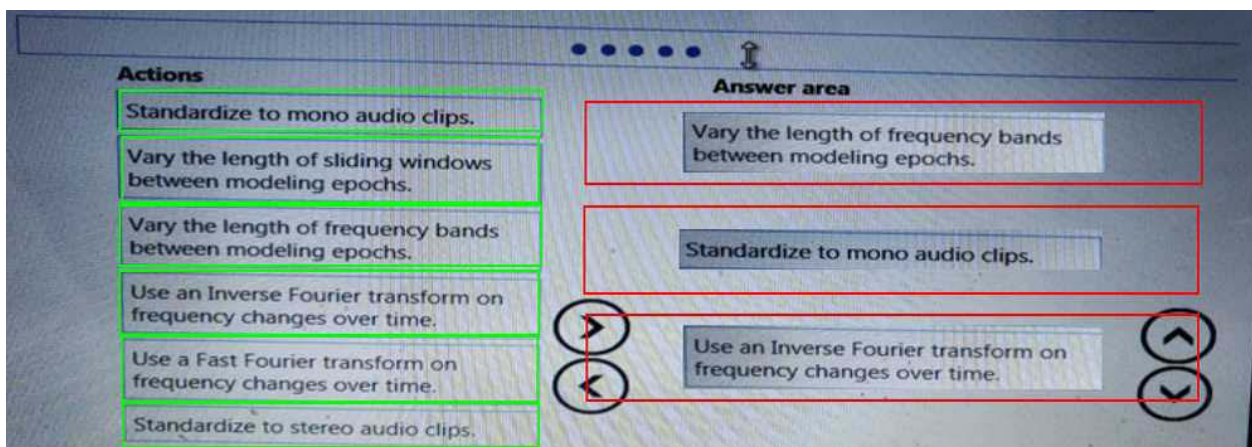 Actions
Standardize to mono audio clips.
Vary the length of sliding windows
between modeling epochs.
Vary the length of frequency bands
between modeling epochs.
Use an Inverse Fourier transform on
frequency changes over time.
Use a Fast Fourier transform on
frequency changes over time.
Standardize to stereo audio clips.
Answer area
Vary the length of frequency bands
between modeling epochs.
Standardize to mono audio clips.
Use an Inverse Fourier transform on
frequency changes over time.